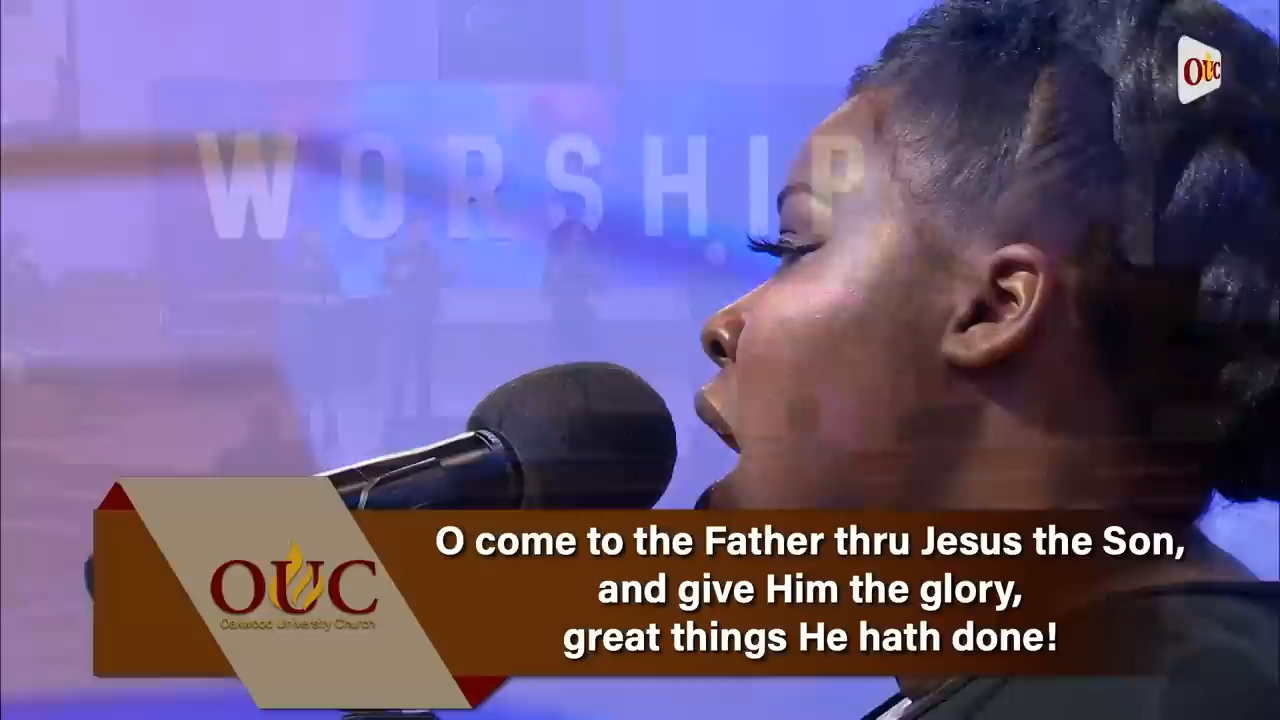 OUC
WORSHIP
O come to the Father thru Jesus the Son,
and give Him the glory,
great things He hath done!
OUC
Oakwood University Church